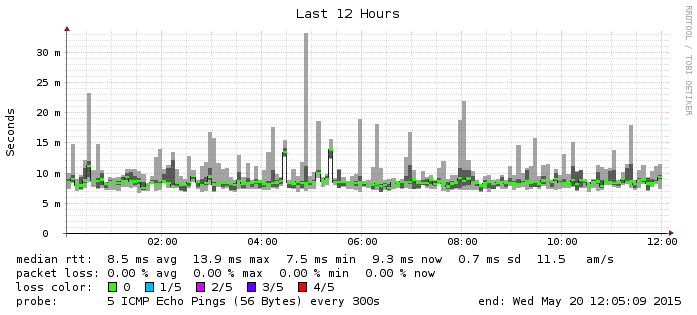 Last 12 Hours
RRDTOOL / TOBI OETIKER
Seconds
30 m
25 m
20 m
15 m
10 m
5 m
0
02:00 04:00 06:00 08:00 10:00 12:00
median rtt: 8.5 ms avg 13.9 ms max 7.5 ms min 9.3 ms now 0.7 ms sd 11.5 am/s
packet loss: 0.00 % avg 0.00 % max 0.00 % min 0.00 % now
loss color: 0 1/5 2/5 3/5 4/5
probe: 5 ICMP Echo Pings (56 Bytes) every 300s end: Wed May 20 12:05:09 2015